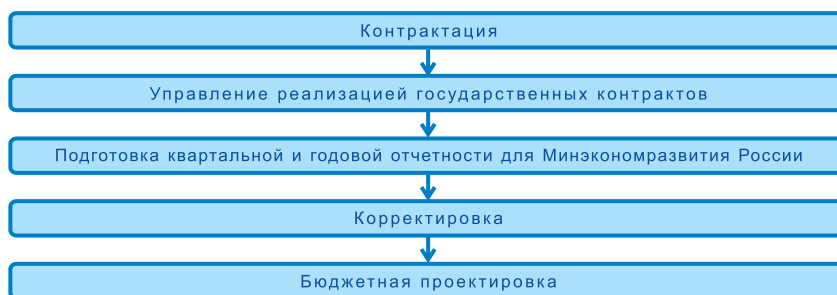 Контрактация
Управление реализацией государственных контрактов
Подготовка квартальной и годовой отчетности для Минэкономразвития России
Корректировка
Бюджетная проектировка